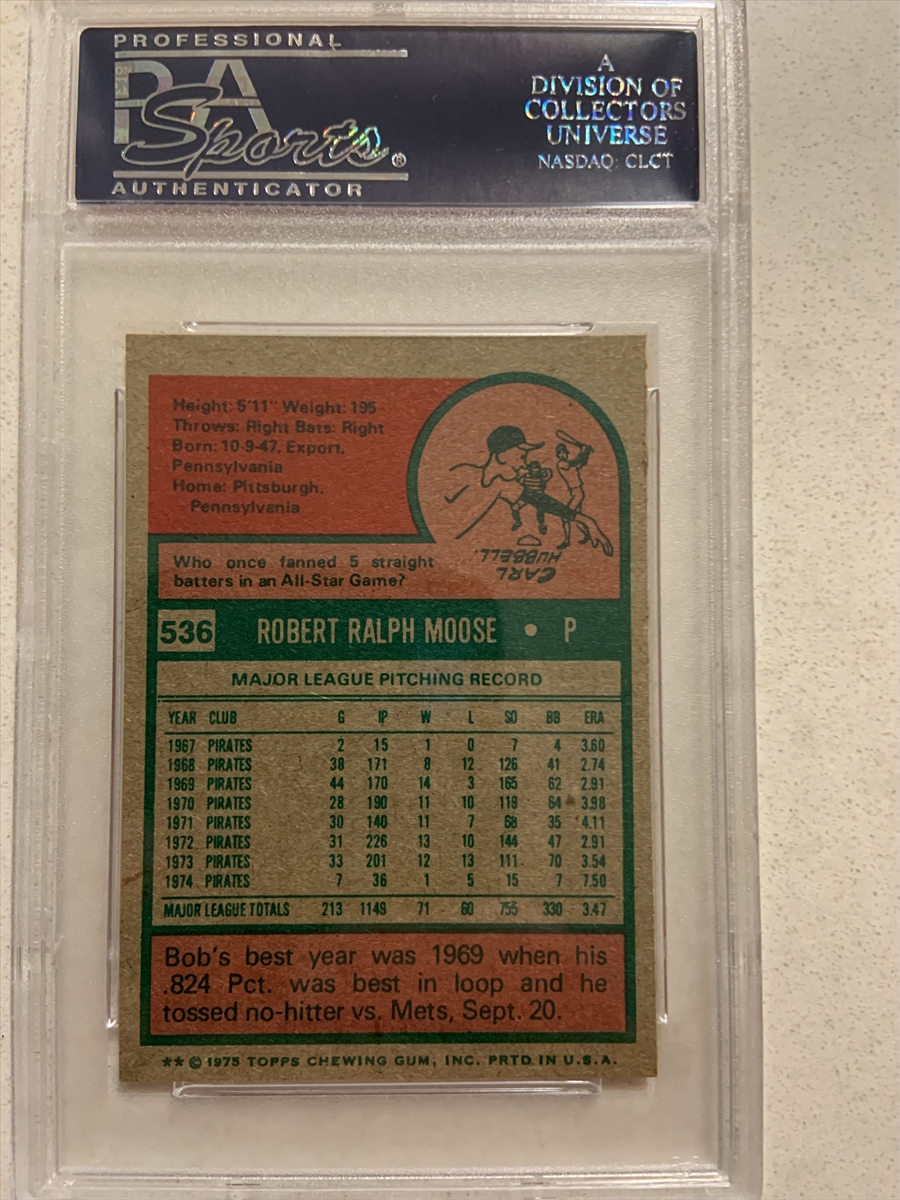 PROFESSIONAL
PSA
Sports®
AUTHENTICATOR
A
DIVISION OF
COLLECTORS
UNIVERSE
NASDAQ: CLCT
Height: 5'11" Weight: 195
Throws: Right Bats: Right
Born: 10-9-47, Export,
Pennsylvania
Home: Pittsburgh,
Pennsylvania
CARL
HUBBELL.
Who once fanned 5 straight
batters in an All-Star Game?
536 ROBERT RALPH MOOSE • P
MAJOR LEAGUE PITCHING RECORD
YEAR CLUB G IP W L SO BB ERA
1967 PIRATES 2 15 1 0 7 4 3.60
1968 PIRATES 38 171 8 12 126 41 2.74
1969 PIRATES 44 170 14 3 165 62 2.91
1970 PIRATES 28 190 11 10 119 64 3.98
1971 PIRATES 30 140 11 7 68 35 4.11
1972 PIRATES 31 226 13 10 144 47 2.91
1973 PIRATES 33 201 12 13 111 70 3.54
1974 PIRATES 7 36 1 5 15 7 7.50
MAJOR LEAGUE TOTALS 213 1149 71 60 755 330 3.47
Bob's best year was 1969 when his
.824 Pct. was best in loop and he
tossed no-hitter vs. Mets, Sept. 20.
** © 1975 TOPPS CHEWING GUM, INC. PRTD IN U.S.A.